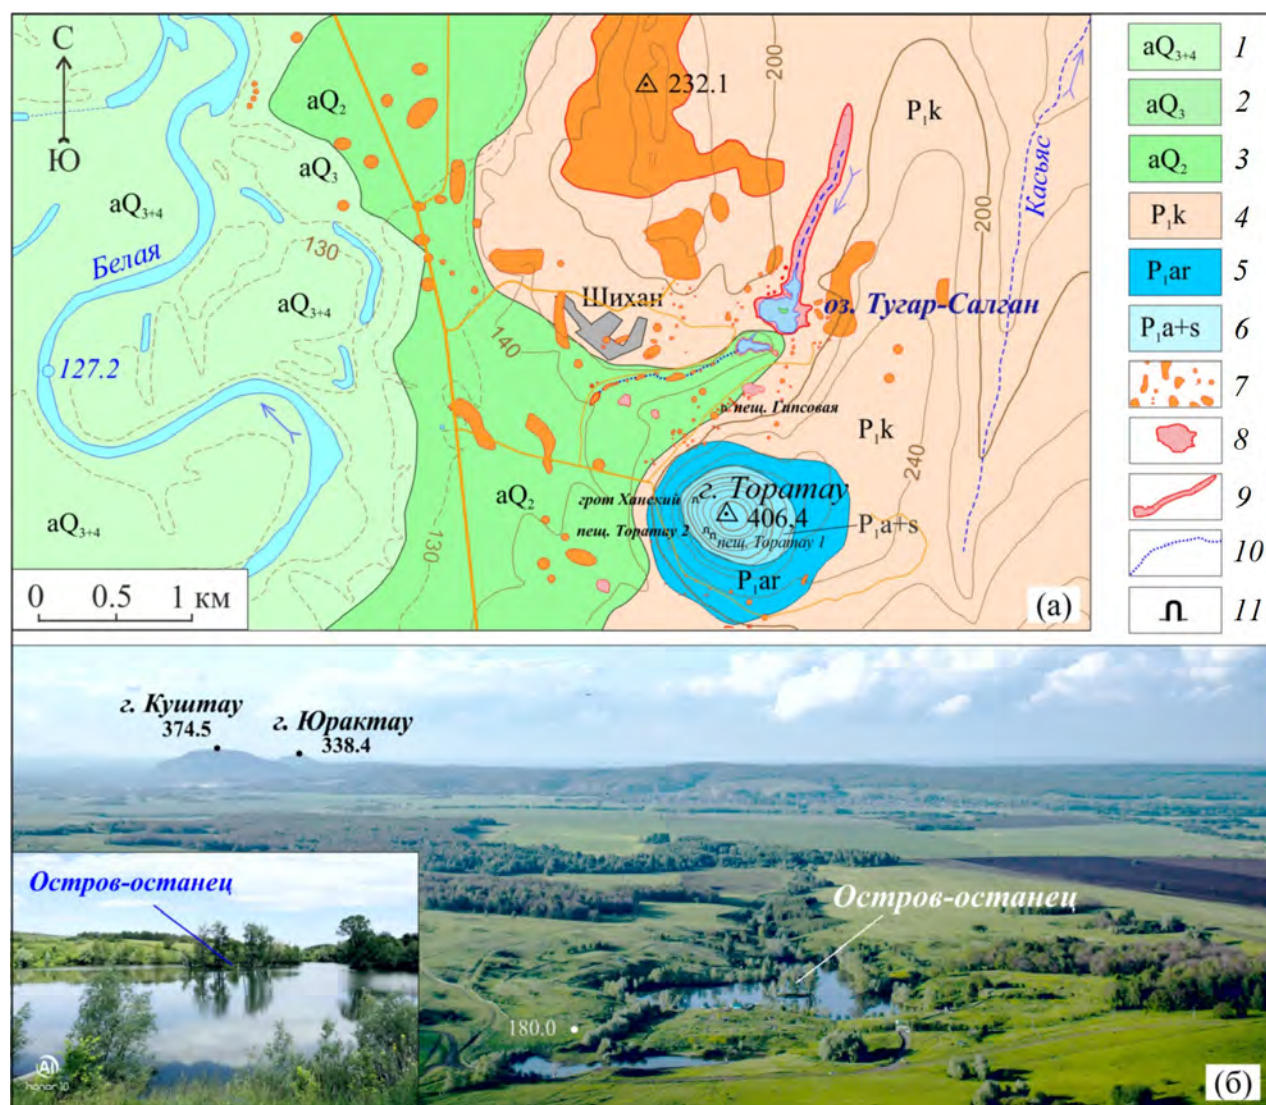 С
Ю
aQ₃₊₄
Белая
127.2
aQ₃₊₄
aQ₂
aQ₃
130
aQ₃₊₄
140
aQ₂
130
232.1
200
P₁k
200
Касьяс
Шихан
оз. Тугар-Салган
пещ. Гипсовая
P₁k
240
г. Торатау
грот Ханский
406,4
пещ. Торатау 2
пещ. Торатау 1
P₁a+s
P₁ar
0 0.5 1 км
(а)
aQ₃₊₄ 1
aQ₃ 2
aQ₂ 3
P₁k 4
P₁ar 5
P₁a+s 6
7
8
9
10
11
г. Куштау
374.5
г. Юрактау
338.4
Остров-останец
Остров-останец
180.0
AI
honor 10
(б)